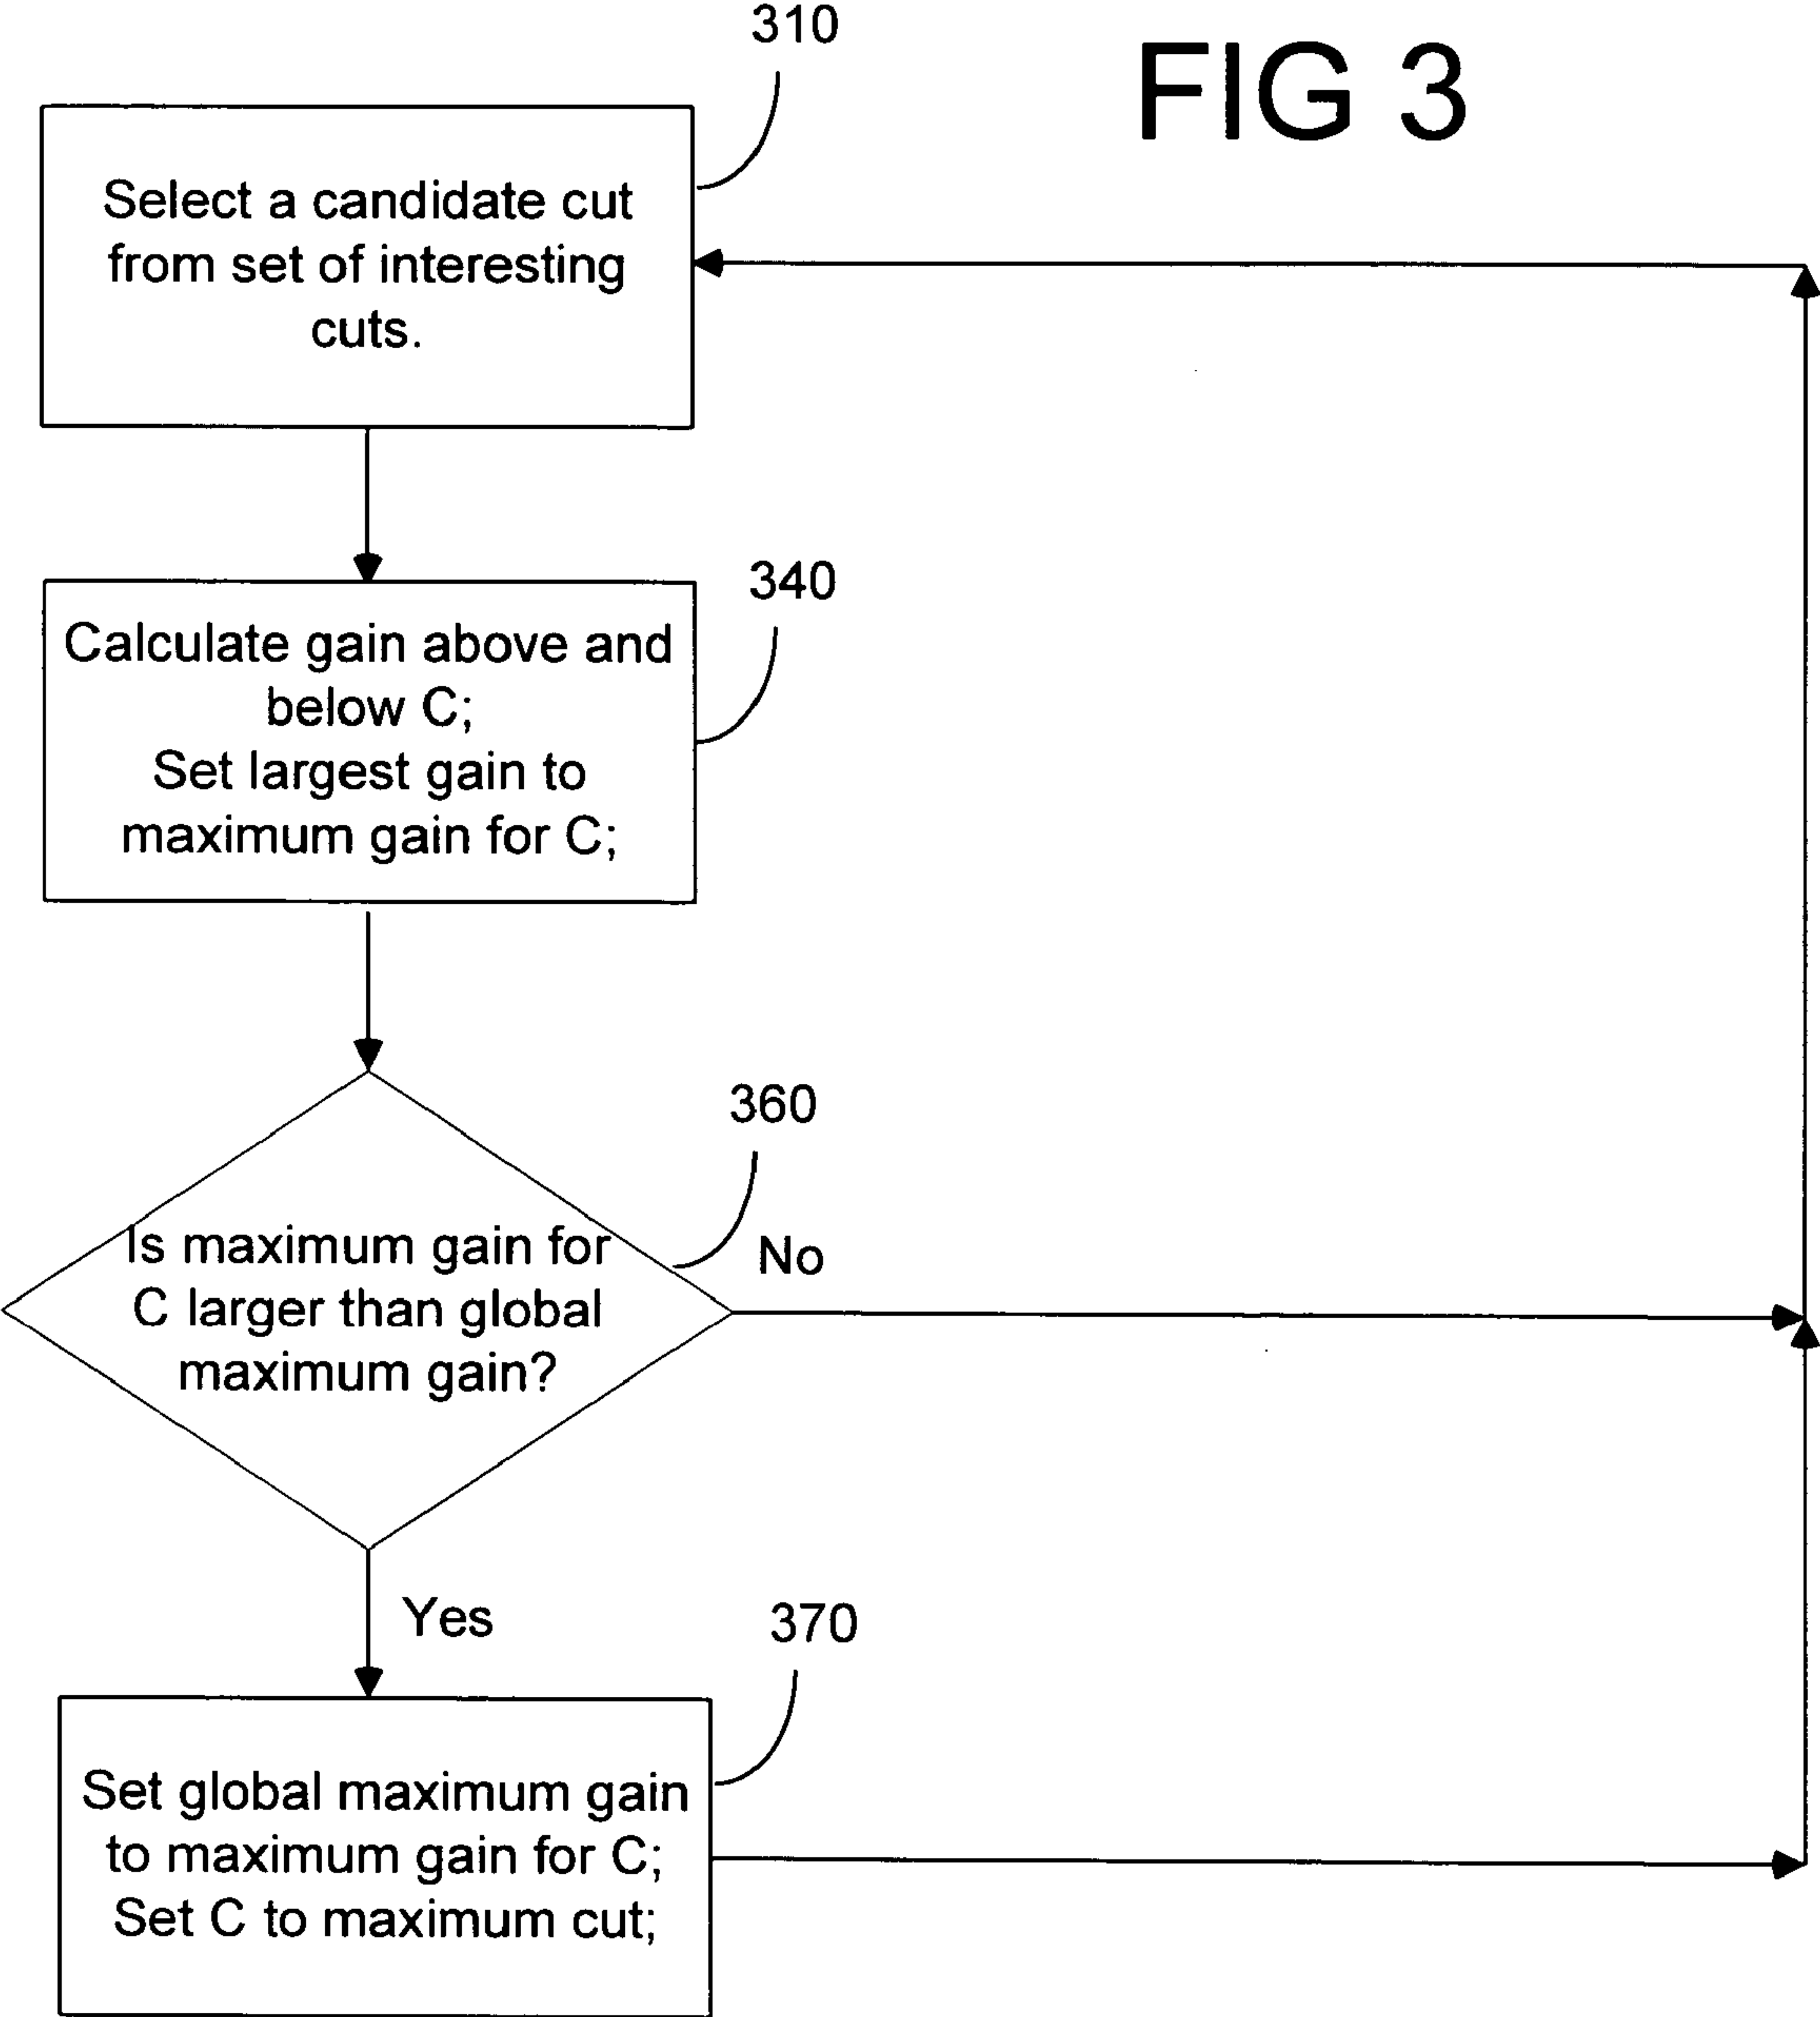 310
FIG 3
Select a candidate cut
from set of interesting
cuts.
340
Calculate gain above and
below C;
Set largest gain to
maximum gain for C;
360
Is maximum gain for
C larger than global
maximum gain?
No
Yes
370
Set global maximum gain
to maximum gain for C;
Set C to maximum cut;